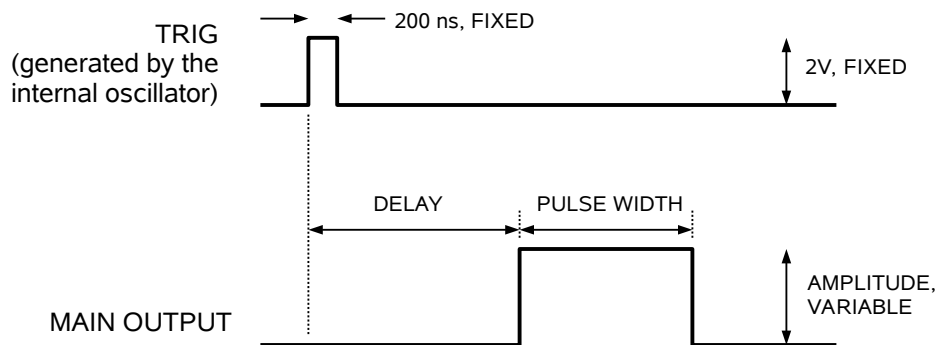 200 ns, FIXED
TRIG
(generated by the
internal oscillator)
2V, FIXED
DELAY
PULSE WIDTH
AMPLITUDE,
VARIABLE
MAIN OUTPUT